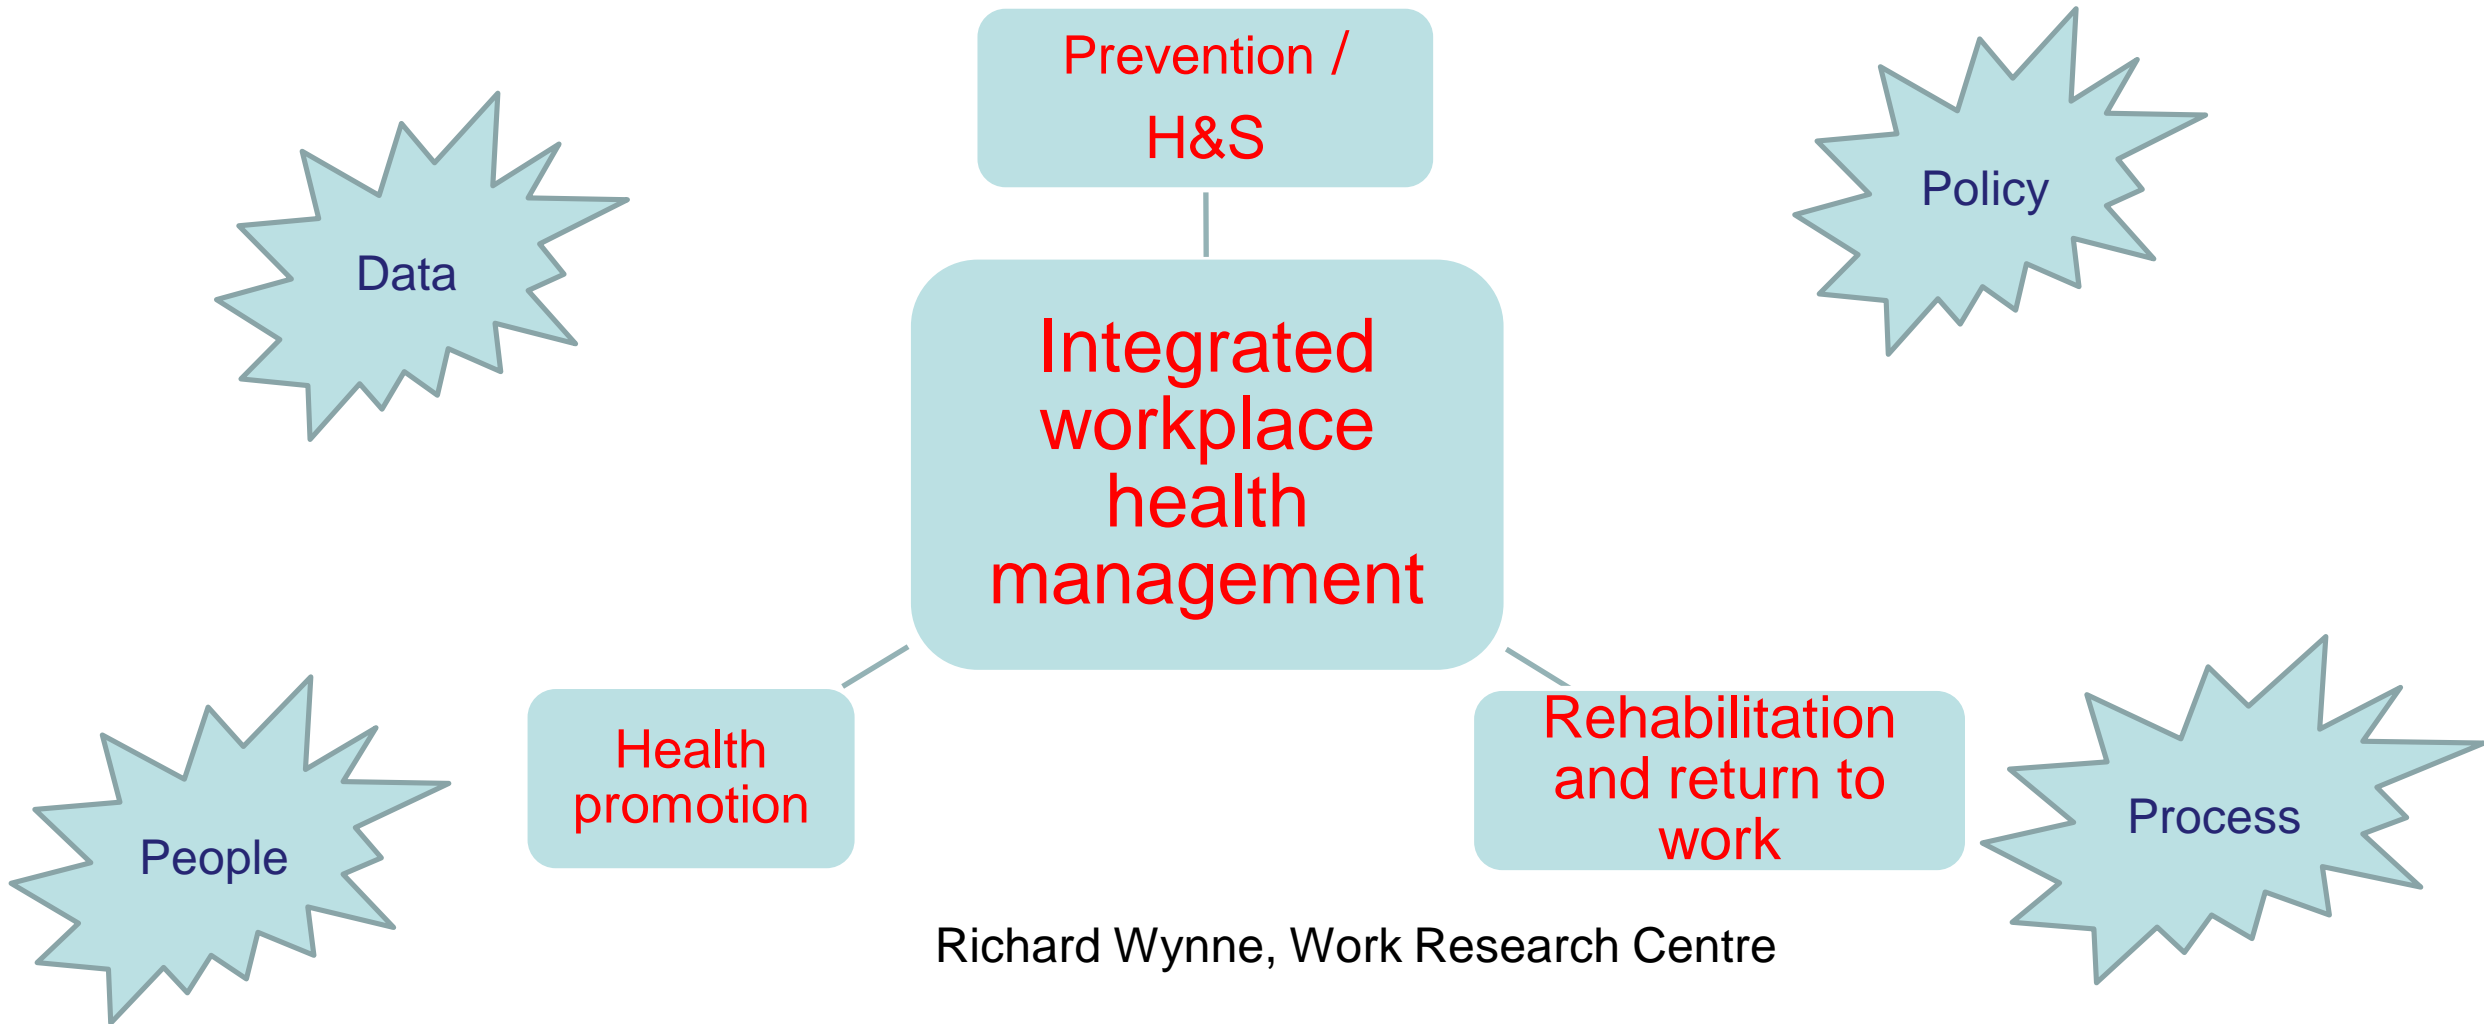 Prevention /
H&S
Policy
Data
Integrated
workplace
health
management
Health
promotion
Rehabilitation
and return to
work
People
Process
Richard Wynne, Work Research Centre